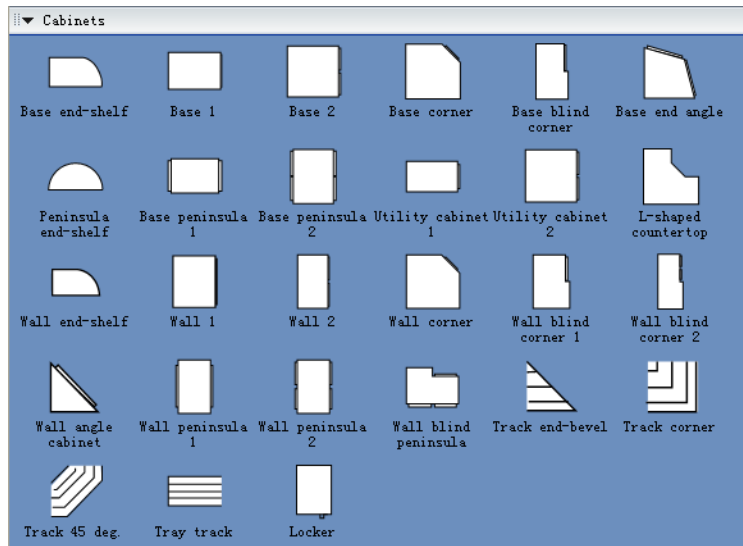 Cabinets
Base end-shelf Base 1 Base 2 Base corner Base blind corner Base end angle
Peninsula end-shelf Base peninsula 1 Base peninsula 2 Utility cabinet 1 Utility cabinet 2 L-shaped countertop
Wall end-shelf Wall 1 Wall 2 Wall corner Wall blind corner 1 Wall blind corner 2
Wall angle cabinet Wall peninsula 1 Wall peninsula 2 Wall blind peninsula Track end-bevel Track corner
Track 45 deg. Tray track Locker